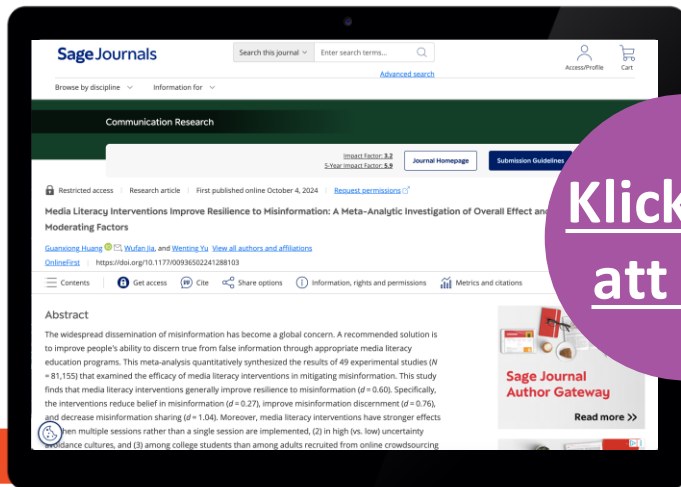 Sage Journals
Search this journal
Enter search terms...
Advanced search
Access/Profile
Cart
Browse by discipline
Information for
Communication Research
Impact Factor: 3.2
5-Year Impact Factor: 5.9
Journal Homepage
Submission Guidelines
Restricted access
Research article
First published online October 4, 2024
Request permissions
Media Literacy Interventions Improve Resilience to Misinformation: A Meta-Analytic Investigation of Overall Effect and
Moderating Factors
Guanxiong Huang, Wufan Jia, and Wenting Yu View all authors and affiliations
OnlineFirst
https://doi.org/10.1177/00936502241288103
Contents
Get access
Cite
Share options
Information, rights and permissions
Metrics and citations
Klick
att
Abstract
The widespread dissemination of misinformation has become a global concern. A recommended solution is
to improve people's ability to discern true from false information through appropriate media literacy
education programs. This meta-analysis quantitatively synthesized the results of 49 experimental studies (N
= 81,155) that examined the efficacy of media literacy interventions in mitigating misinformation. This study
finds that media literacy interventions generally improve resilience to misinformation (d = 0.60). Specifically,
the interventions reduce belief in misinformation (d = 0.27), improve misinformation discernment (d = 0.76),
and decrease misinformation sharing (d = 1.04). Moreover, media literacy interventions have stronger effects
when multiple sessions rather than a single session are implemented, (2) in high (vs. low) uncertainty
avoidance cultures, and (3) among college students than among adults recruited from online crowdsourcing
Sage Journal
Author Gateway
Read more >>